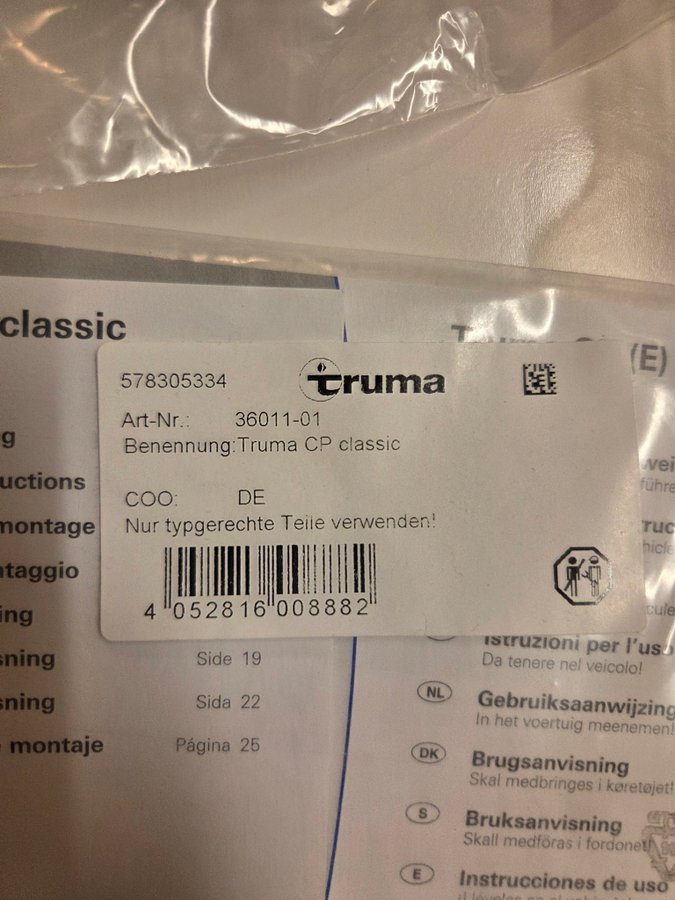 classic
578305334
truma
(E)
Art-Nr.: 36011-01
Benennung:Truma CP classic
g
uctions
COO: DE
montage
Nur typgerechte Teile verwenden!
ntaggio
4 052816 008882
ing
sning Side 19
sning Sida 22
montaje Página 25
Istruzioni per l'uso
Da tenere nel veicolo!
NL Gebruiksaanwijzing
In het voertuig meenemen!
DK Brugsanvisning
Skal medbringes i køretøjet!
S Bruksanvisning
Skall medföras i fordonet!
E Instrucciones de uso